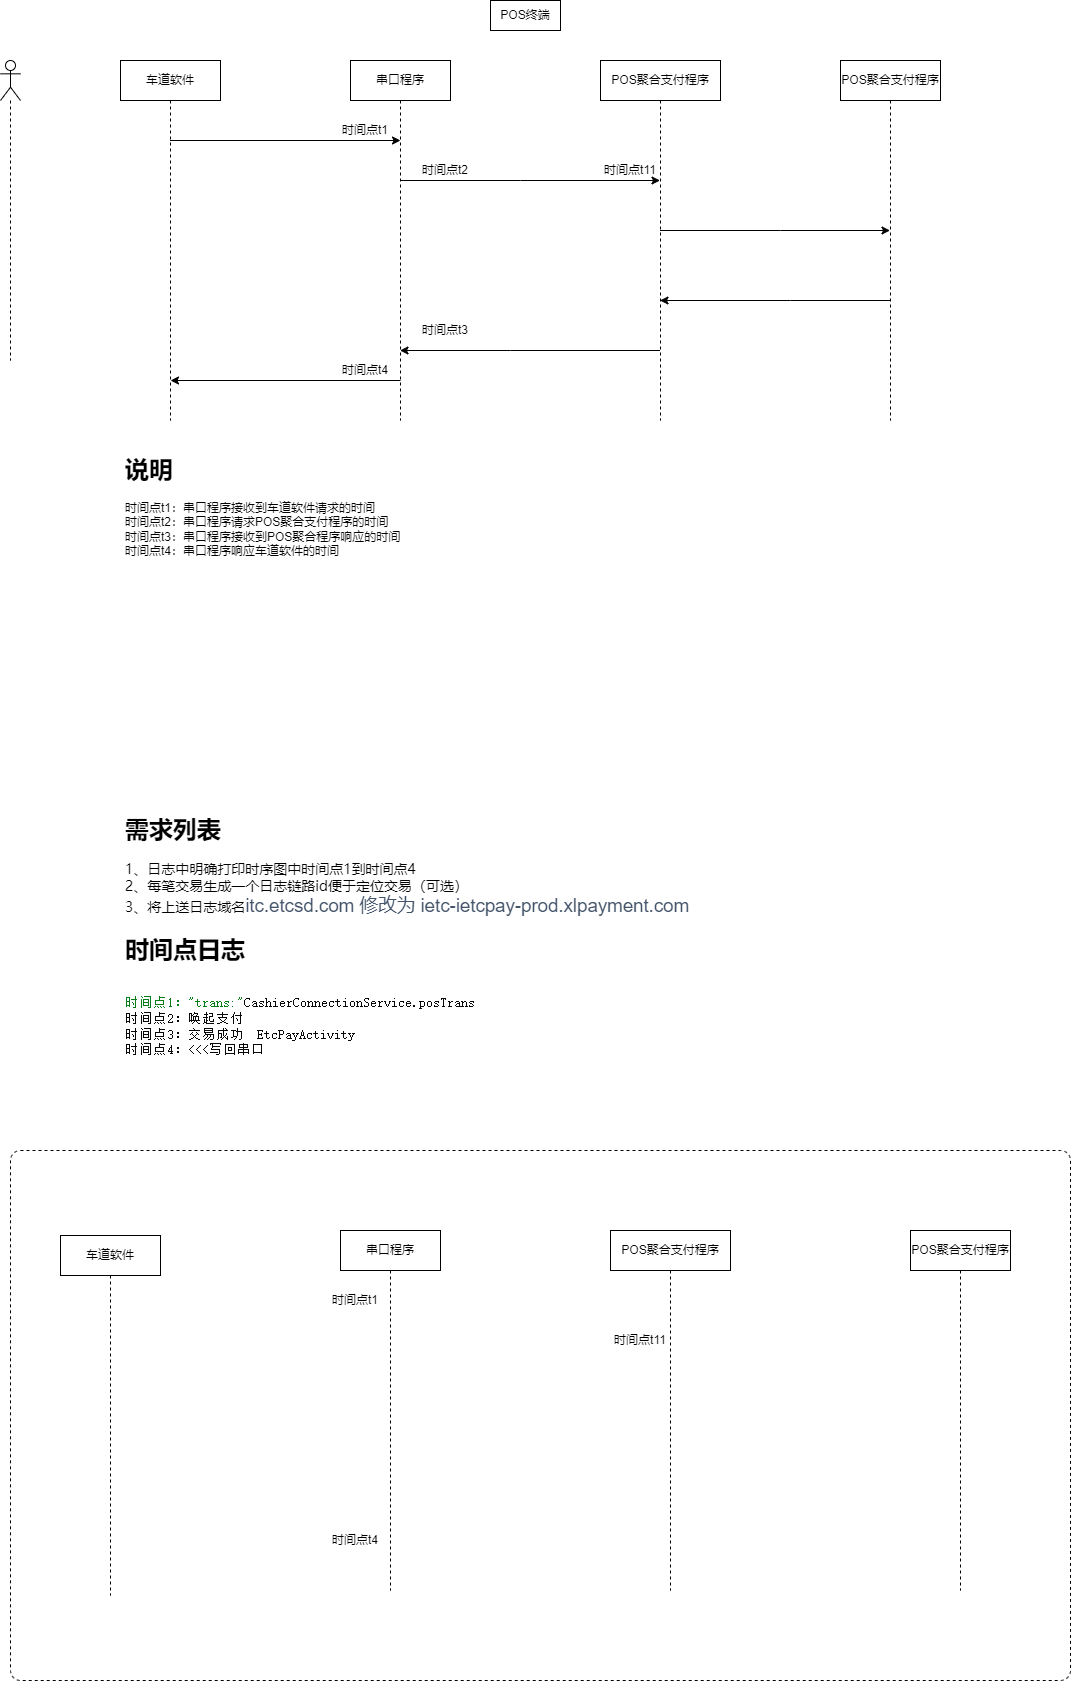 POS终端
车道软件
串口程序
POS聚合支付程序
POS聚合支付程序
时间点t1
时间点t2
时间点t11
时间点t3
时间点t4
说明
时间点t1：串口程序接收到车道软件请求的时间
时间点t2：串口程序请求POS聚合支付程序的时间
时间点t3：串口程序接收到POS聚合程序响应的时间
时间点t4：串口程序响应车道软件的时间
需求列表
1、日志中明确打印时序图中时间点1到时间点4
2、每笔交易生成一个日志链路id便于定位交易（可选）
3、将上送日志域名itc.etcsd.com 修改为 ietc-ietcpay-prod.xlpayment.com
时间点日志
时间点1："trans:"CashierConnectionService.posTrans
时间点2：唤起支付
时间点3：交易成功  EtcPayActivity
时间点4：<<<写回串口
车道软件
串口程序
POS聚合支付程序
POS聚合支付程序
时间点t1
时间点t11
时间点t4